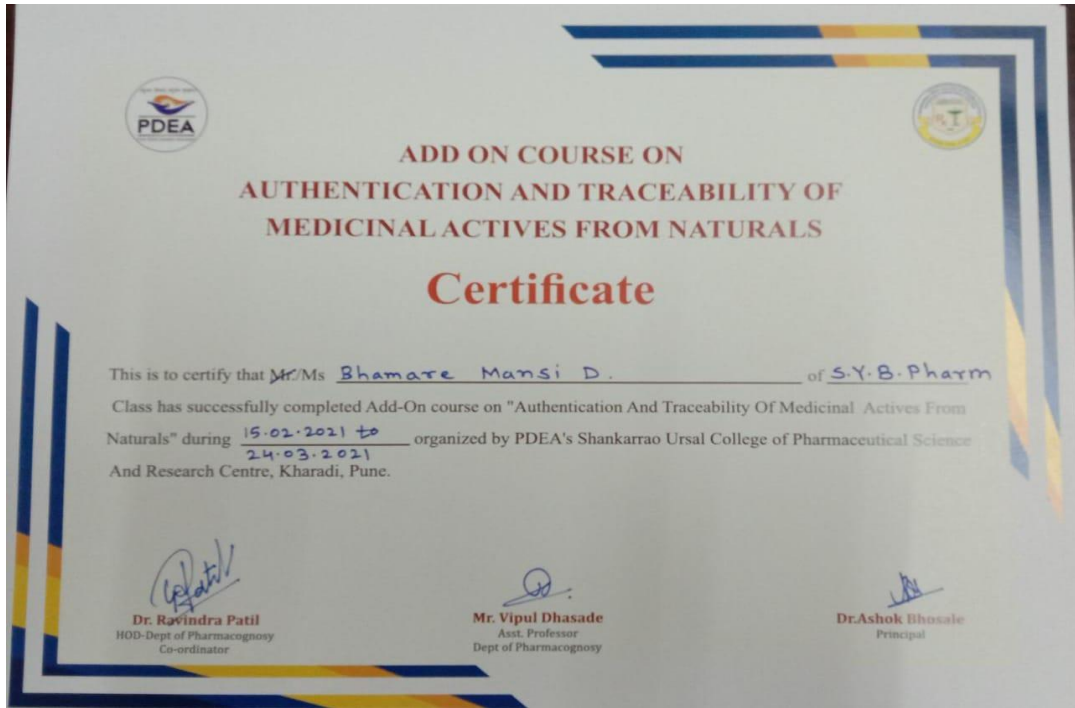 PDEA
ADD ON COURSE ON
AUTHENTICATION AND TRACEABILITY OF
MEDICINAL ACTIVES FROM NATURALS
Certificate
This is to certify that Mr./Ms Bhamare Mansi D. of S.Y.B.Pharm
Class has successfully completed Add-On course on "Authentication And Traceability Of Medicinal Actives From
Naturals" during 15.02.2021 to 24.03.2021 organized by PDEA's Shankarrao Ursal College of Pharmaceutical Science
And Research Centre, Kharadi, Pune.
Dr. Ravindra Patil
HOD-Dept of Pharmacognosy
Co-ordinator
Mr. Vipul Dhasade
Asst. Professor
Dept of Pharmacognosy
Dr.Ashok Bhosale
Principal